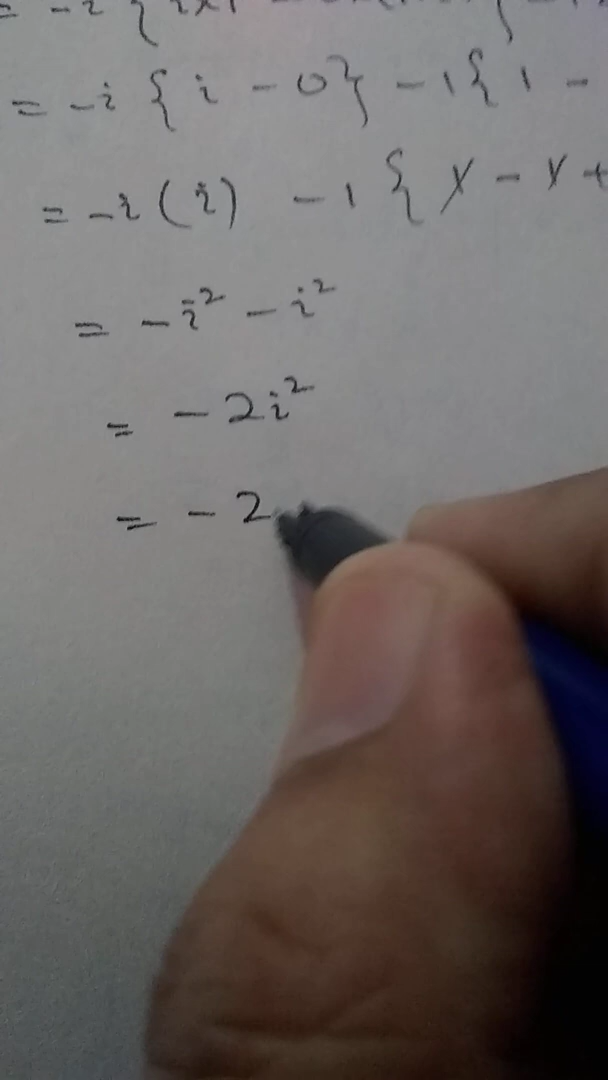 = -i { i - 0} - 1{ 1 -
= -i (i) - 1 { x - x +
= -i² - i²
= -2i²
= -2